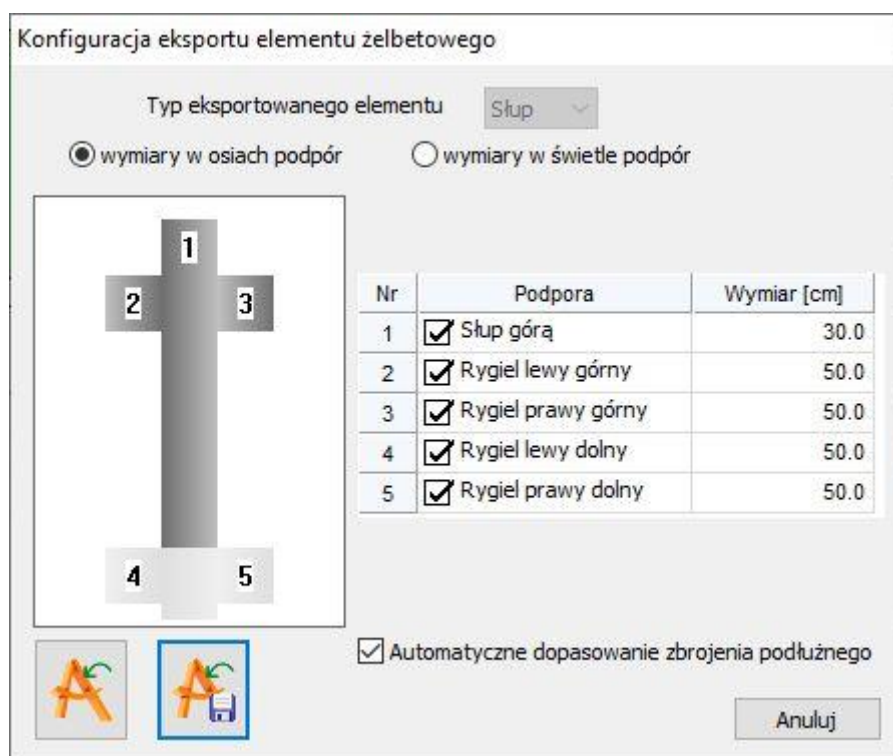 Konfiguracja eksportu elementu żelbetowego
Typ eksportowanego elementu Słup
wymiary w osiach podpór wymiary w świetle podpór
1
2 3
4 5
Nr Podpora Wymiar [cm]
1 Słup górą 30.0
2 Rygiel lewy górny 50.0
3 Rygiel prawy górny 50.0
4 Rygiel lewy dolny 50.0
5 Rygiel prawy dolny 50.0
Automatyczne dopasowanie zbrojenia podłużnego
Anuluj